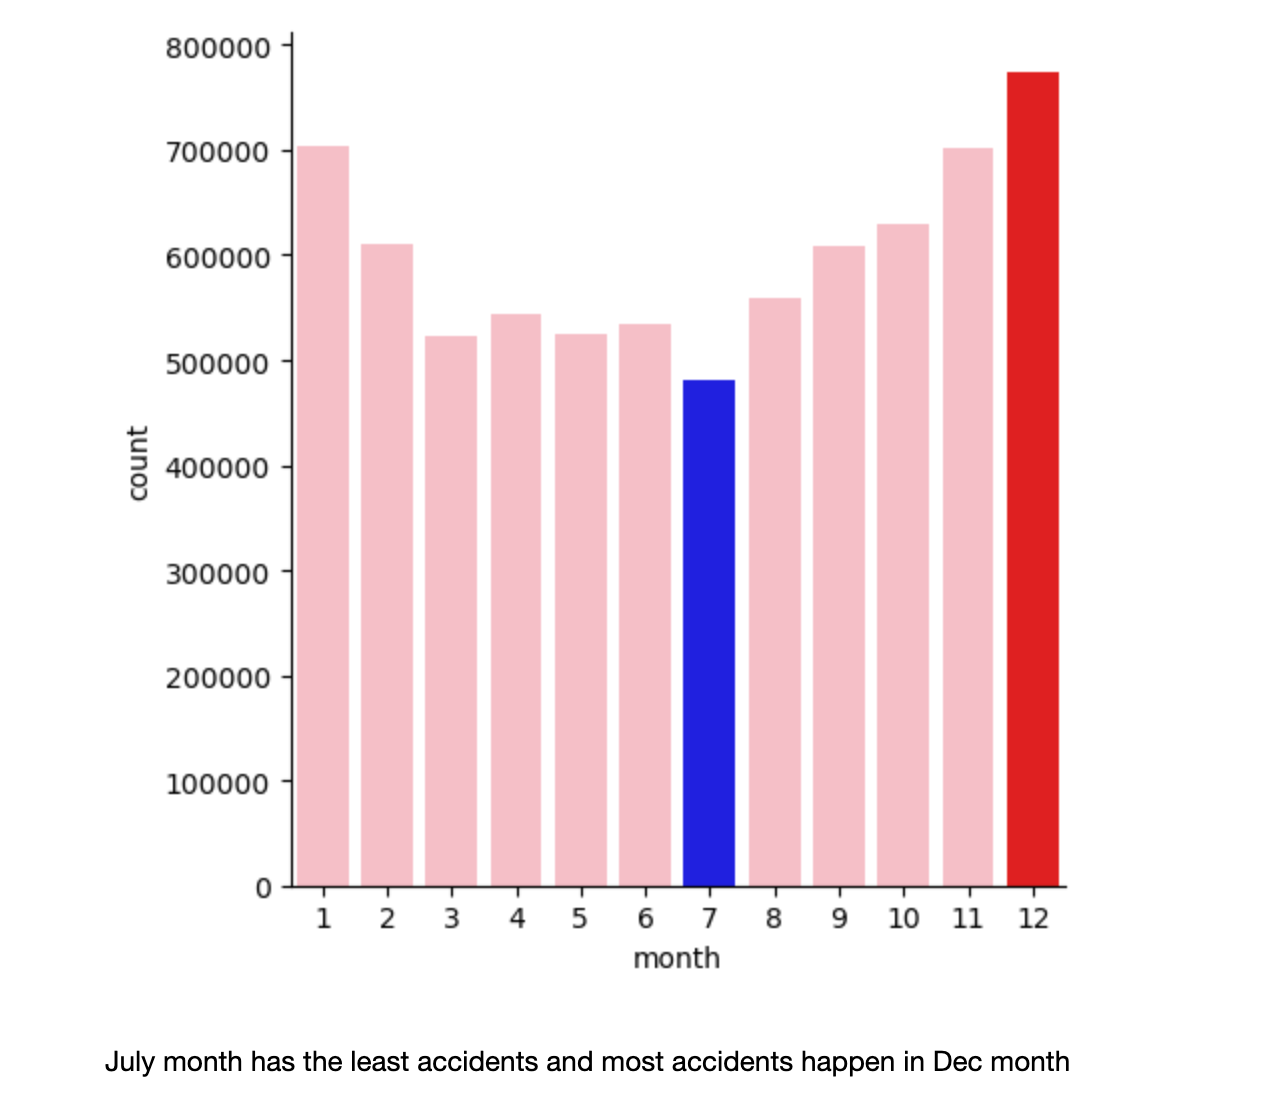 800000
700000
600000
500000
400000
300000
200000
100000
0
count
1 2 3 4 5 6 7 8 9 10 11 12
month
July month has the least accidents and most accidents happen in Dec month